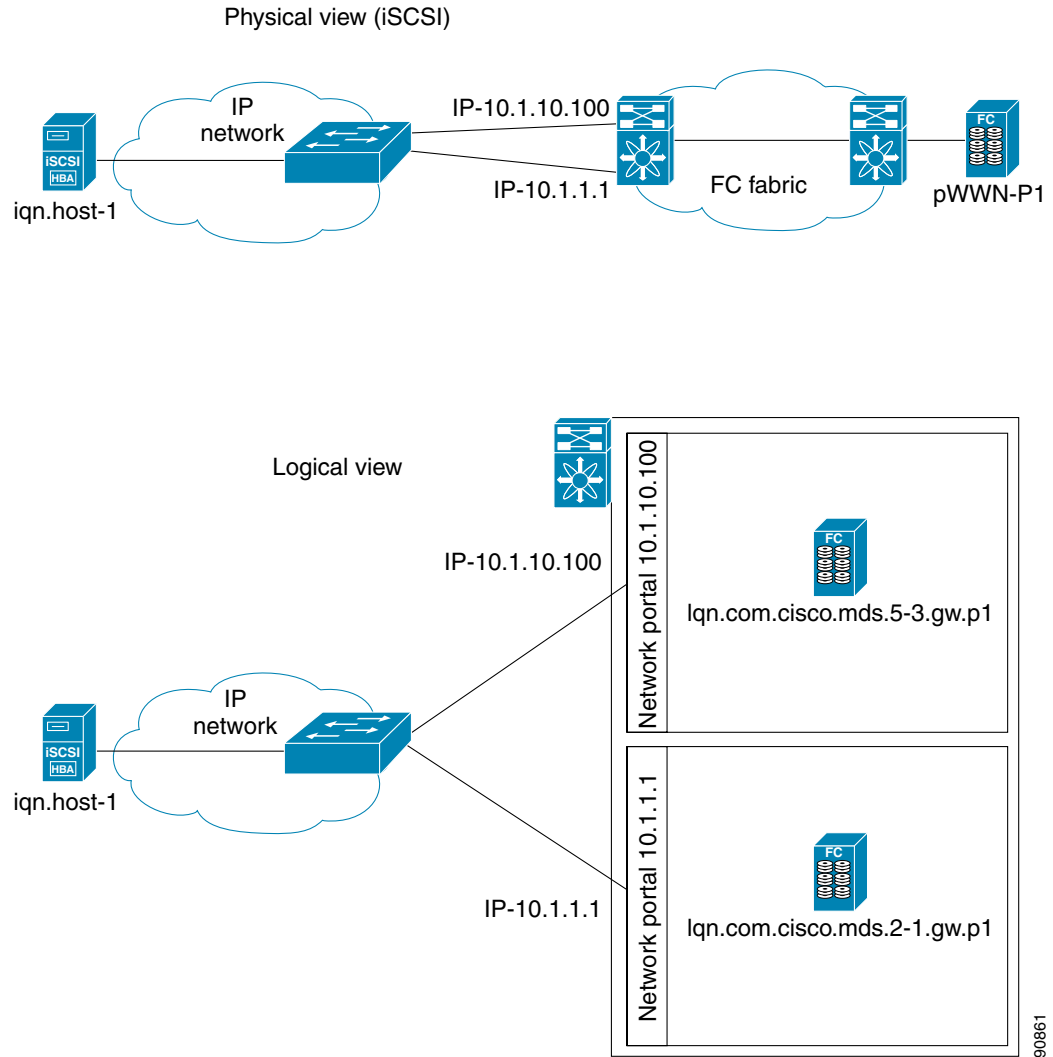 Physical view (iSCSI)
IP
network
IP-10.1.10.100
iSCSI
HBA
iqn.host-1
IP-10.1.1.1
FC fabric
FC
pWWN-P1
Logical view
IP-10.1.10.100
Network portal 10.1.10.100
FC
Iqn.com.cisco.mds.5-3.gw.p1
IP
network
iSCSI
HBA
iqn.host-1
IP-10.1.1.1
Network portal 10.1.1.1
FC
Iqn.com.cisco.mds.2-1.gw.p1
90861